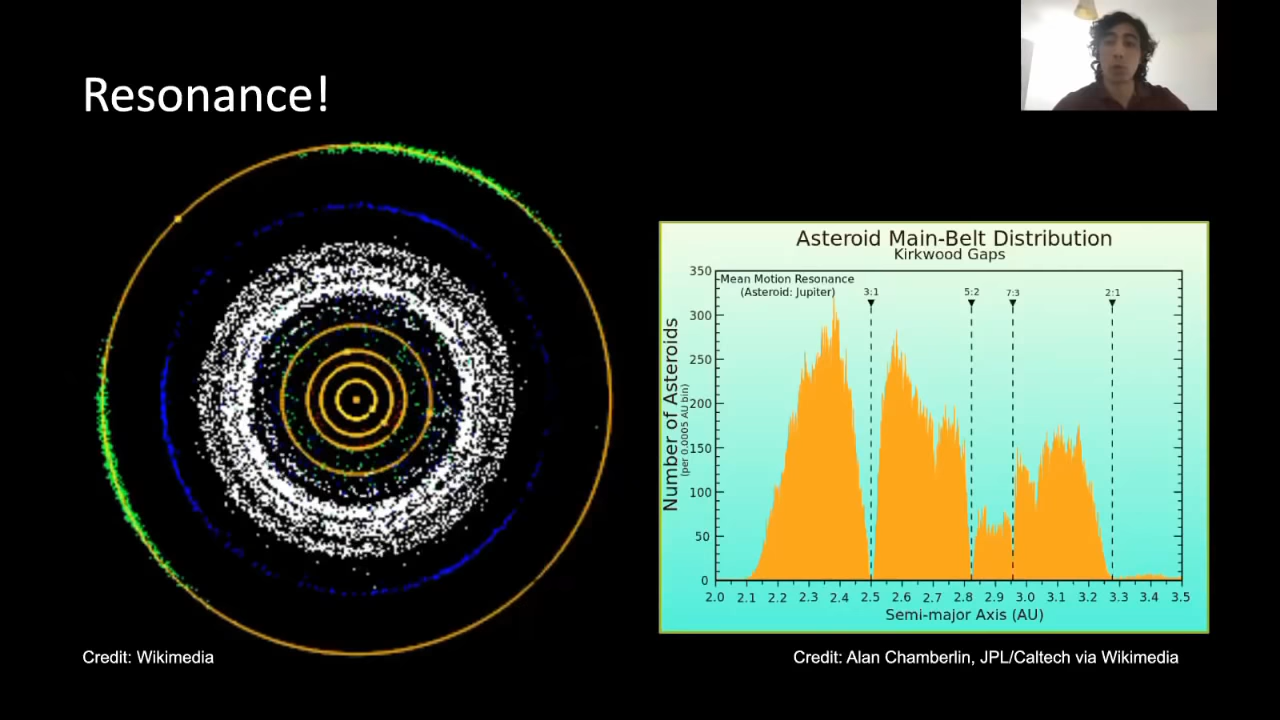 Resonance!
Asteroid Main-Belt Distribution
Kirkwood Gaps
Mean Motion Resonance
(Asteroid: Jupiter)
3:1
5:2
7:3
2:1
350
300
250
200
150
100
50
0
Number of Asteroids
(per 0.0005 AU bin)
2.0 2.1 2.2 2.3 2.4 2.5 2.6 2.7 2.8 2.9 3.0 3.1 3.2 3.3 3.4 3.5
Semi-major Axis (AU)
Credit: Wikimedia
Credit: Alan Chamberlin, JPL/Caltech via Wikimedia